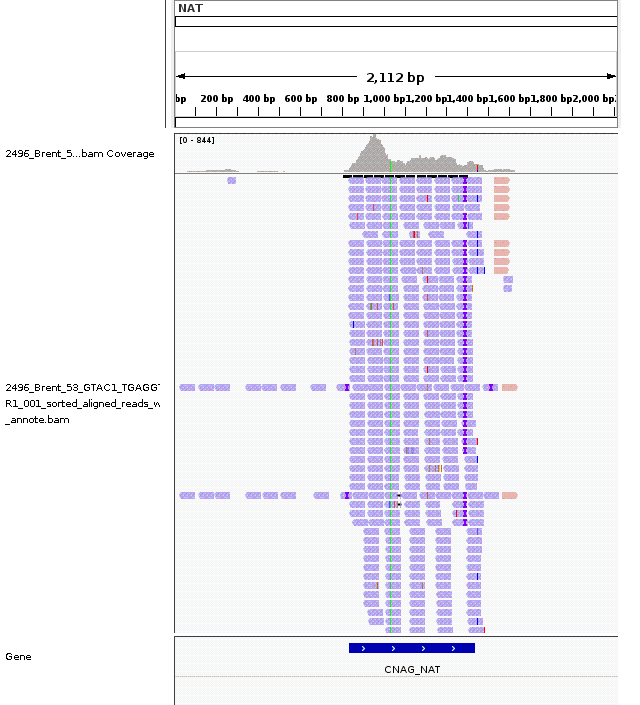 NAT
2,112 bp
bp 200 bp 400 bp 600 bp 800 bp 1,000 bp 1,200 bp 1,400 bp 1,600 bp 1,800 bp 2,000 bp
[0 - 844]
2496_Brent_5...bam Coverage
2496_Brent_53_GTAC1_TGAGGT
R1_001_sorted_aligned_reads_w
_annote.bam
Gene
CNAG_NAT